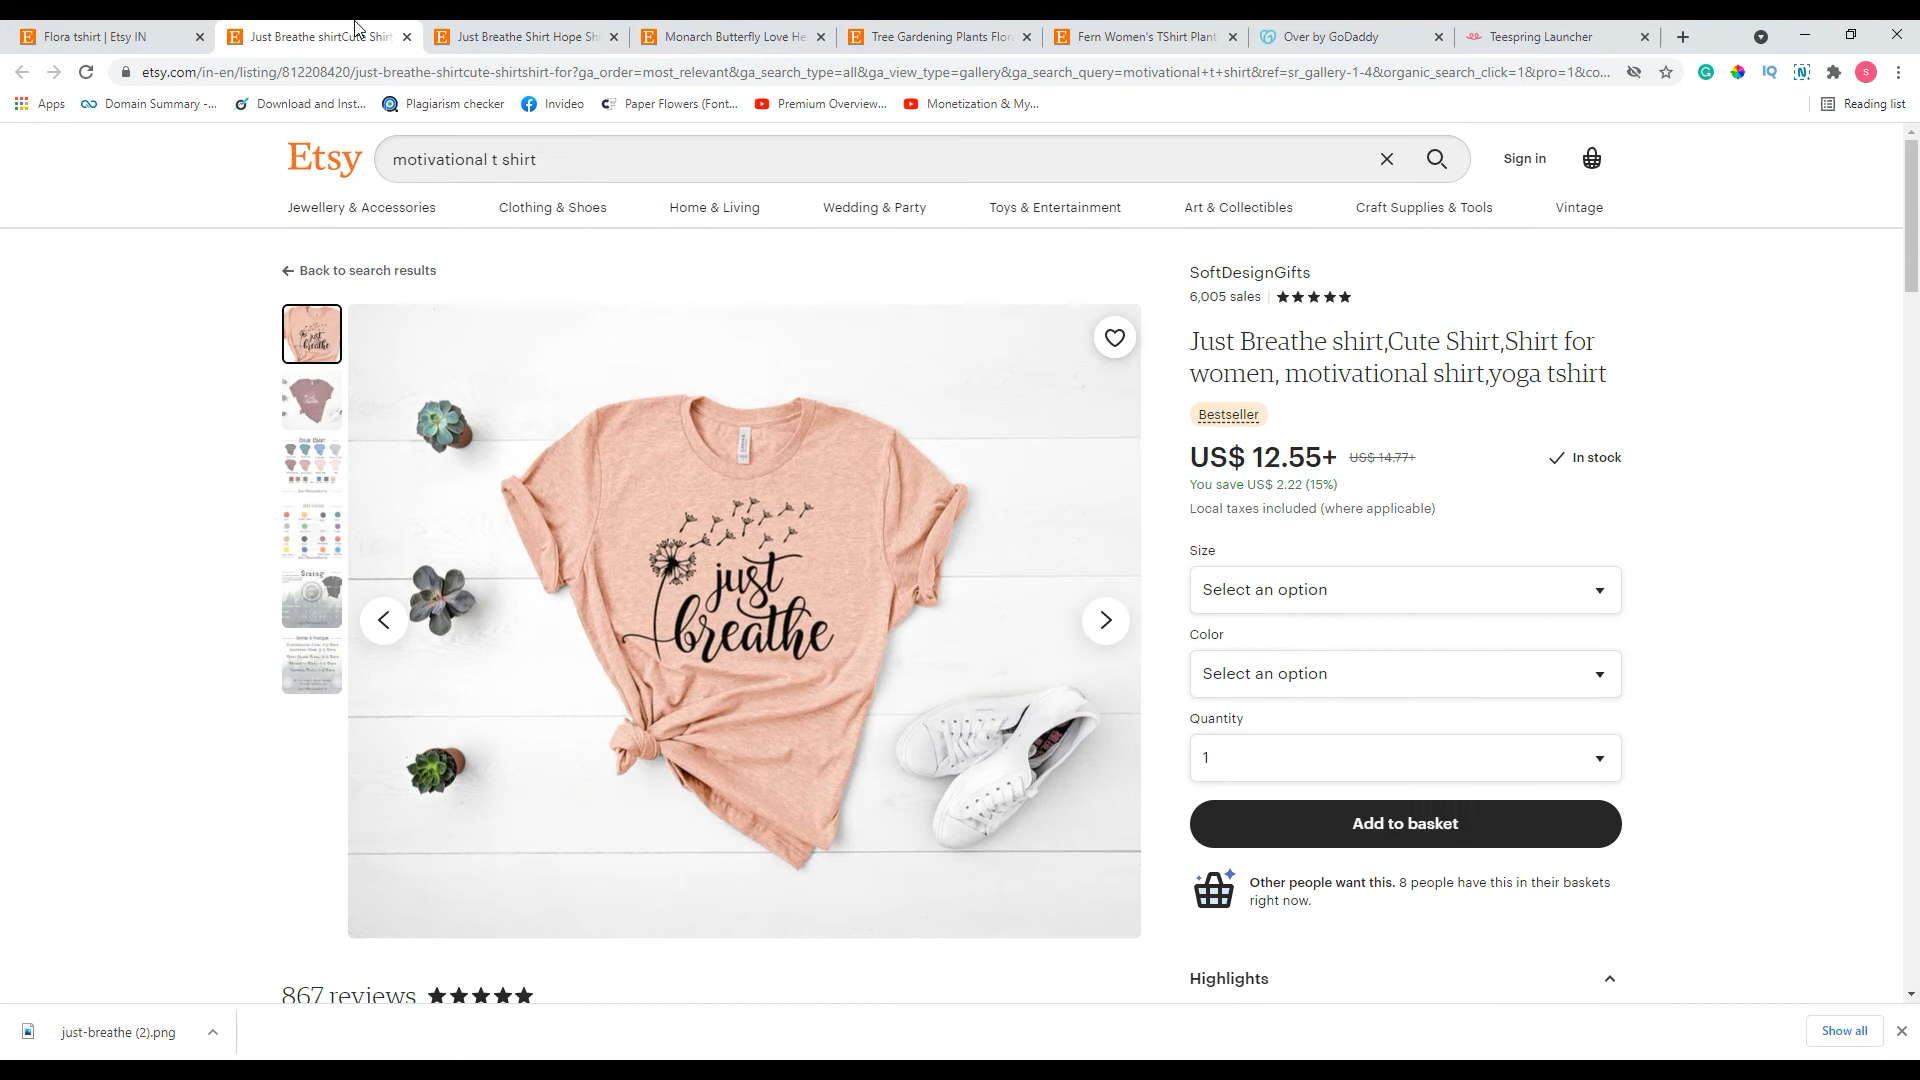 Flora tshirt | Etsy IN
Just Breathe shirtCute Shirt
Just Breathe Shirt Hope Sh
Monarch Butterfly Love He
Tree Gardening Plants Flora
Fern Women's TShirt Plant
Over by GoDaddy
Teespring Launcher
etsy.com/in-en/listing/812208420/just-breathe-shirtcute-shirtshirt-for?ga_order=most_relevant&ga_search_type=all&ga_view_type=gallery&ga_search_query=motivational+t+shirt&ref=sr_gallery-1-4&organic_search_click=1&pro=1&co...
Apps
Domain Summary -...
Download and Inst...
Plagiarism checker
Invideo
Paper Flowers (Font...
Premium Overview...
Monetization & My...
Reading list
Etsy
motivational t shirt
Sign in
Jewellery & Accessories
Clothing & Shoes
Home & Living
Wedding & Party
Toys & Entertainment
Art & Collectibles
Craft Supplies & Tools
Vintage
Back to search results
just
breathe
Sizing
SoftDesignGifts
6,005 sales
Just Breathe shirt,Cute Shirt,Shirt for
women, motivational shirt,yoga tshirt
Bestseller
US$ 12.55+ US$ 14.77+
In stock
You save US$ 2.22 (15%)
Local taxes included (where applicable)
Size
Select an option
Color
Select an option
Quantity
1
Add to basket
Other people want this. 8 people have this in their baskets
right now.
Highlights
867 reviews
just-breathe (2).png
Show all